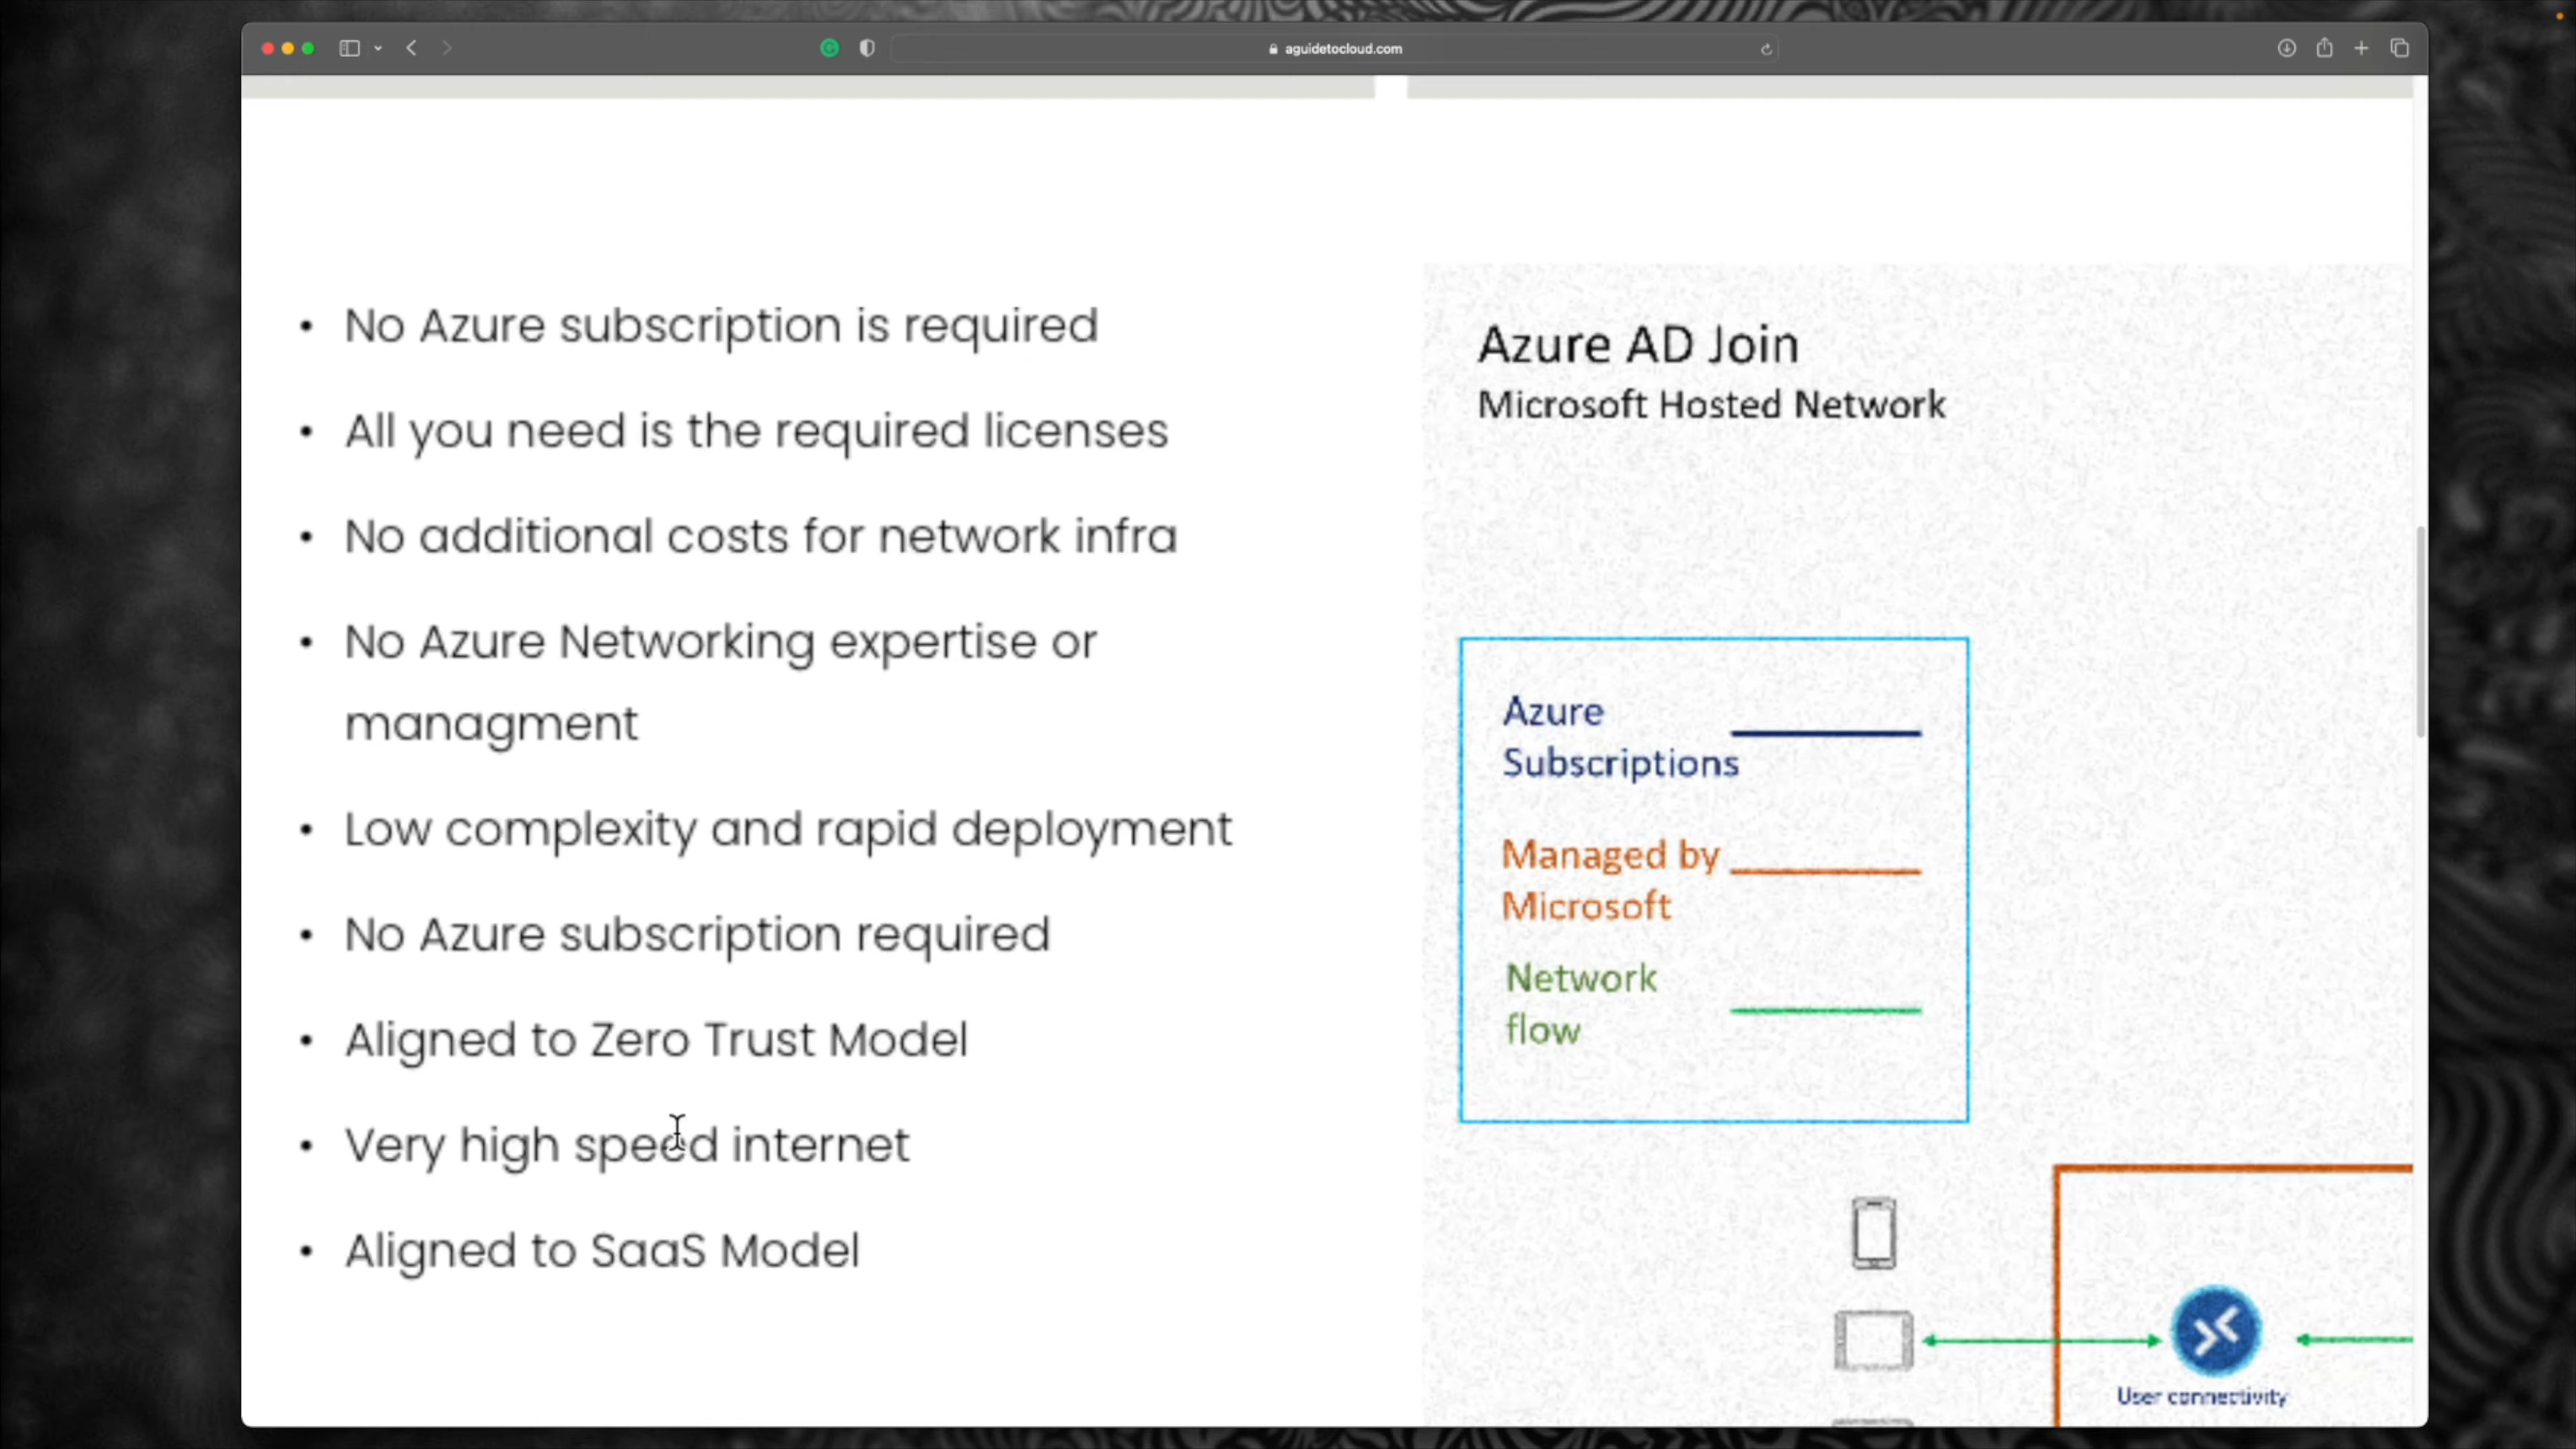 aguidetocloud.com
• No Azure subscription is required
• All you need is the required licenses
• No additional costs for network infra
• No Azure Networking expertise or
managment
• Low complexity and rapid deployment
• No Azure subscription required
• Aligned to Zero Trust Model
• Very high speed internet
• Aligned to SaaS Model
Azure AD Join
Microsoft Hosted Network
Azure
Subscriptions
Managed by
Microsoft
Network
flow
User connectivity